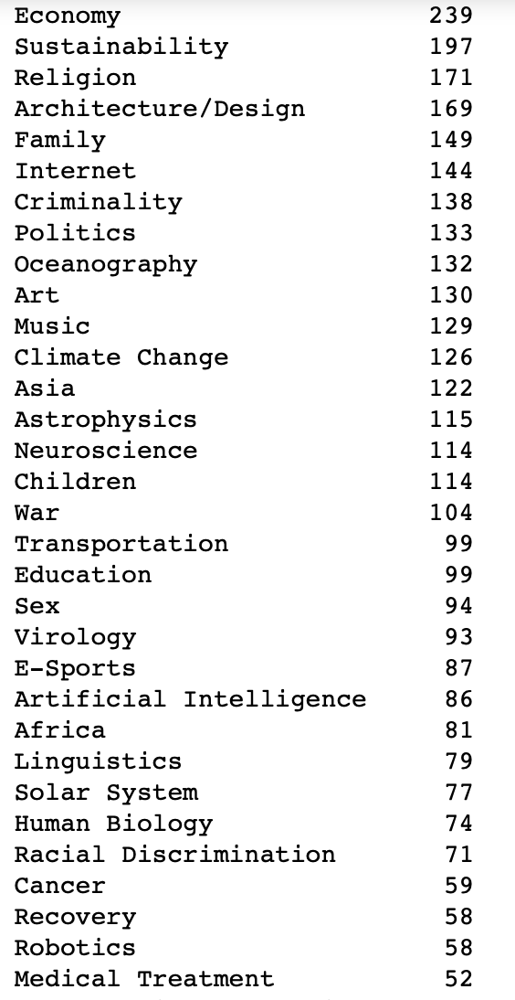 Economy 239
Sustainability 197
Religion 171
Architecture/Design 169
Family 149
Internet 144
Criminality 138
Politics 133
Oceanography 132
Art 130
Music 129
Climate Change 126
Asia 122
Astrophysics 115
Neuroscience 114
Children 114
War 104
Transportation 99
Education 99
Sex 94
Virology 93
E-Sports 87
Artificial Intelligence 86
Africa 81
Linguistics 79
Solar System 77
Human Biology 74
Racial Discrimination 71
Cancer 59
Recovery 58
Robotics 58
Medical Treatment 52